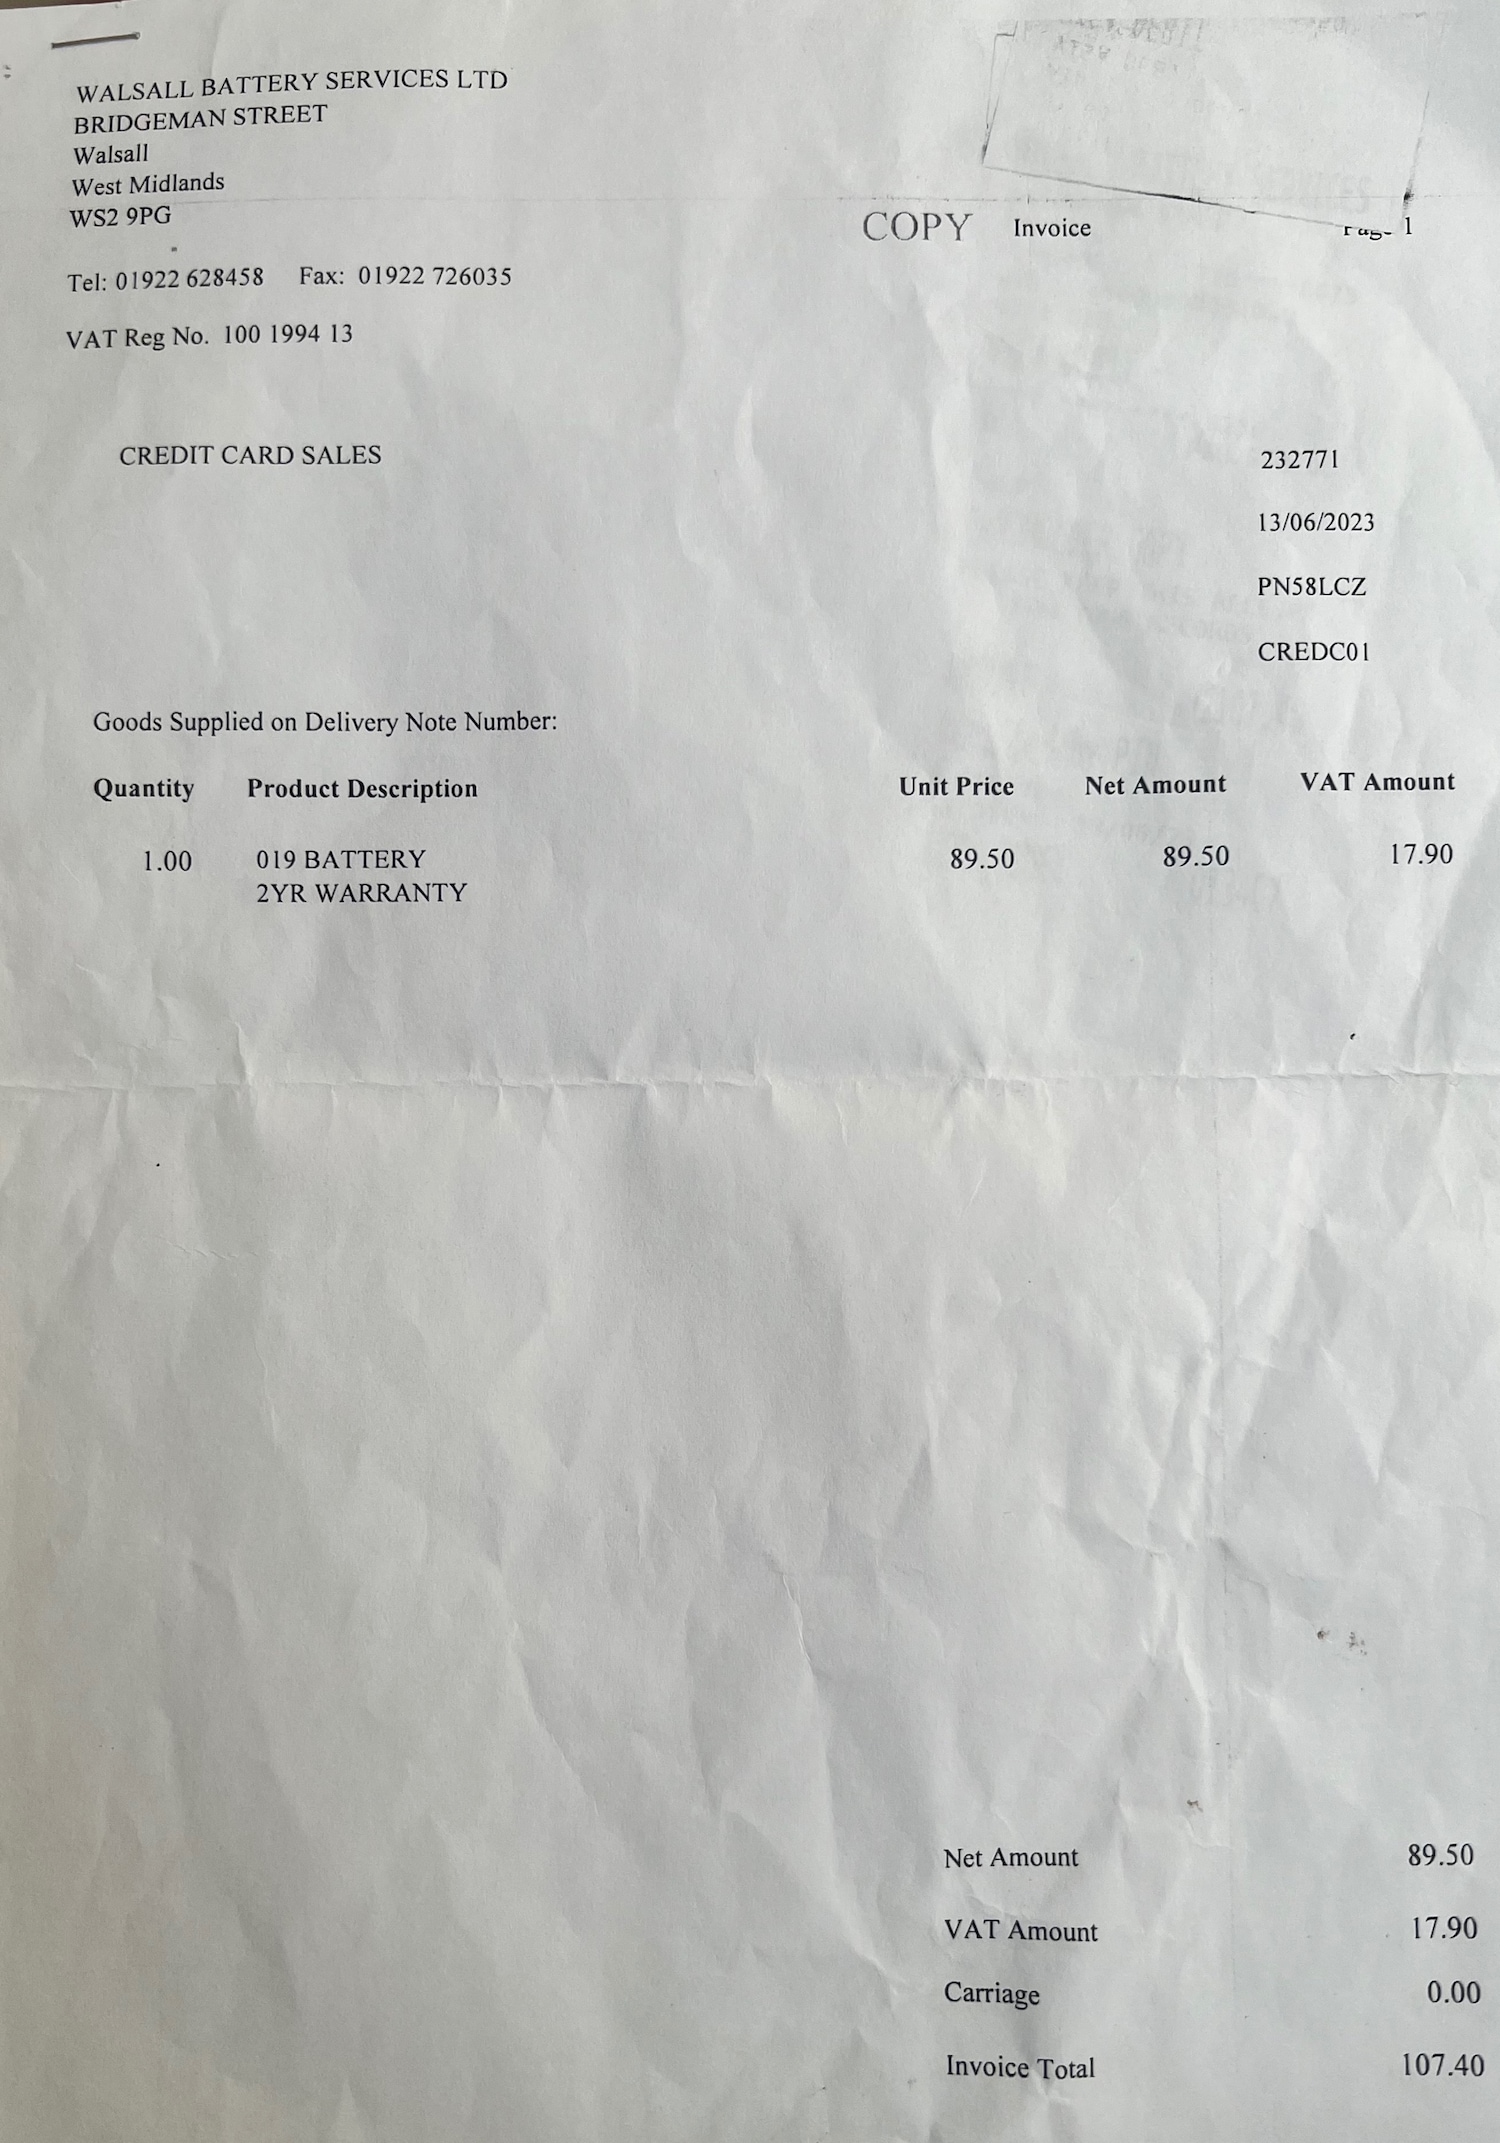 WALSALL BATTERY SERVICES LTD
BRIDGEMAN STREET
Walsall
West Midlands
WS2 9PG
COPY Invoice 1
Tel: 01922 628458 Fax: 01922 726035
VAT Reg No. 100 1994 13
CREDIT CARD SALES 232771
13/06/2023
PN58LCZ
CREDC01
Goods Supplied on Delivery Note Number:
Quantity Product Description Unit Price Net Amount VAT Amount
1.00 019 BATTERY 89.50 89.50 17.90
2YR WARRANTY
Net Amount 89.50
VAT Amount 17.90
Carriage 0.00
Invoice Total 107.40